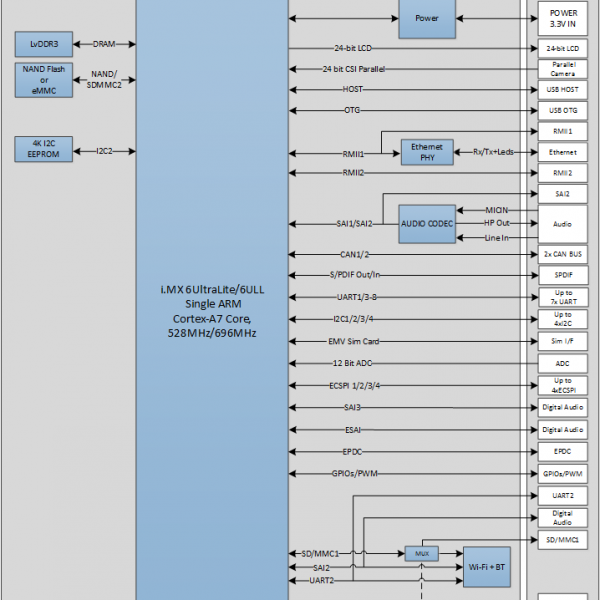 Power
POWER
3.3V IN
LvDDR3
DRAM
24-bit LCD
24-bit LCD
NAND Flash
or
eMMC
NAND/
SDMMC2
24 bit CSI Parallel
Parallel
Camera
HOST
USB HOST
OTG
USB OTG
RMII1
4K I2C
EEPROM
I2C2
RMII1
Ethernet
PHY
Rx/Tx+Leds
Ethernet
RMII2
RMII2
SAI2
SAI1/SAI2
AUDIO CODEC
MICIN
HP Out
Line In
Audio
CAN1/2
2x CAN BUS
S/PDIF Out/In
SPDIF
i.MX 6UltraLite/6ULL
Single ARM
Cortex-A7 Core,
528MHz/696MHz
UART1/3-8
Up to
7x UART
I2C1/2/3/4
Up to
4xI2C
EMV Sim Card
Sim I/F
12 Bit ADC
ADC
ECSPI 1/2/3/4
Up to
4xECSPI
SAI3
Digital Audio
ESAI
Digital Audio
EPDC
EPDC
GPIOs/PWM
GPIOs/PWM
UART2
Digital
Audio
SD/MMC1
SD/MMC1
MUX
Wi-Fi + BT
SAI2
UART2